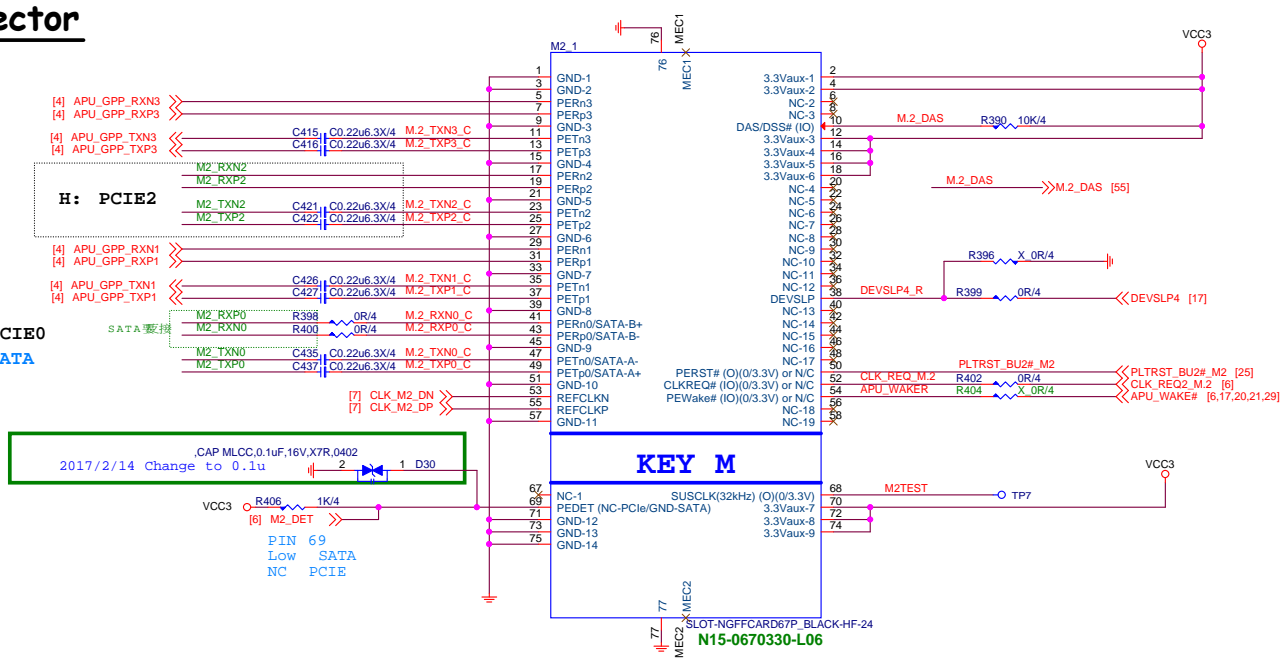 ector
M2_1
76
76
MEC1
MEC1
VCC3
1 GND-1 3.3Vaux-1 2
3 GND-2 3.3Vaux-2 4
[4] APU_GPP_RXN3 5 PERn3 NC-2 6
[4] APU_GPP_RXP3 7 PERp3 NC-3 8
9 GND-3 DAS/DSS# (IO) 10 M.2_DAS R390 10K/4
[4] APU_GPP_TXN3 C415 C0.22u6.3X/4 M.2_TXN3_C 11 PETn3 3.3Vaux-3 12
[4] APU_GPP_TXP3 C416 C0.22u6.3X/4 M.2_TXP3_C 13 PETp3 3.3Vaux-4 14
15 GND-4 3.3Vaux-5 16
M2_RXN2 17 PERn2 3.3Vaux-6 18
M2_RXP2 19 PERp2 NC-4 20 M.2_DAS M.2_DAS [55]
H: PCIE2
21 GND-5 NC-5 22
M2_TXN2 C421 C0.22u6.3X/4 M.2_TXN2_C 23 PETn2 NC-6 24
M2_TXP2 C422 C0.22u6.3X/4 M.2_TXP2_C 25 PETp2 NC-7 26
27 GND-6 NC-8 28
[4] APU_GPP_RXN1 29 PERn1 NC-9 30
[4] APU_GPP_RXP1 31 PERp1 NC-10 32 R396 X_0R/4
33 GND-7 NC-11 34
[4] APU_GPP_TXN1 C426 C0.22u6.3X/4 M.2_TXN1_C 35 PETn1 NC-12 36
[4] APU_GPP_TXP1 C427 C0.22u6.3X/4 M.2_TXP1_C 37 PETp1 DEVSLP 38 DEVSLP4_R R399 0R/4 DEVSLP4 [17]
39 GND-8 NC-13 40
M2_RXP0 R398 0R/4 M.2_RXN0_C 41 PERn0/SATA-B+ NC-14 42
SATA 接
M2_RXN0 R400 0R/4 M.2_RXP0_C 43 PERp0/SATA-B- NC-15 44
CIE0
45 GND-9 NC-16 46
ATA
M2_TXN0 C435 C0.22u6.3X/4 M.2_TXN0_C 47 PETn0/SATA-A- NC-17 48
M2_TXP0 C437 C0.22u6.3X/4 M.2_TXP0_C 49 PETp0/SATA-A+ PERST# (O)(0/3.3V) or N/C 50 PLTRST_BU2#_M2 PLTRST_BU2#_M2 [25]
51 GND-10 CLKREQ# (IO)(0/3.3V) or N/C 52 CLK_REQ_M.2 R402 0R/4 CLK_REQ2_M.2 [6]
[7] CLK_M2_DN 53 REFCLKN PEWake# (IO)(0/3.3V) or N/C 54 APU_WAKER R404 X_0R/4 APU_WAKE# [6,17,20,21,29]
[7] CLK_M2_DP 55 REFCLKP NC-18 56
57 GND-11 NC-19 58
KEY M
,CAP MLCC,0.1uF,16V,X7R,0402
2017/2/14 Change to 0.1u 2 1 D30
VCC3
67 NC-1 SUSCLK(32kHz) (O)(0/3.3V) 68 M2TEST TP7
VCC3 R406 1K/4 69 PEDET (NC-PCIe/GND-SATA) 3.3Vaux-7 70
[6] M2_DET 71 GND-12 3.3Vaux-8 72
73 GND-13 3.3Vaux-9 74
75 GND-14
PIN 69
Low SATA
NC PCIE
77
77
MEC2
MEC2
SLOT-NGFFCARD67P_BLACK-HF-24
N15-0670330-L06